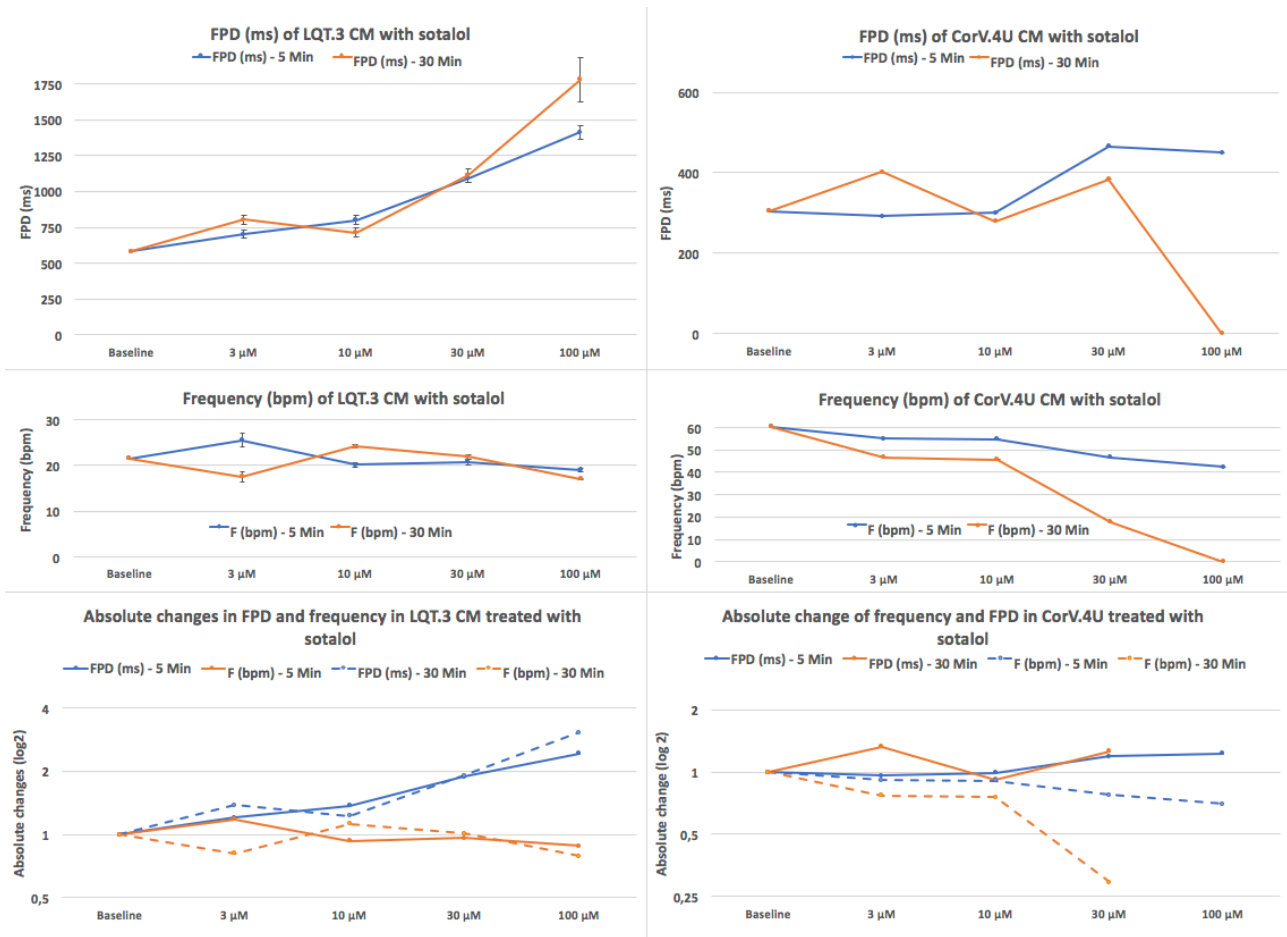 FPD (ms) of LQT.3 CM with sotalol
FPD (ms) - 5 Min FPD (ms) - 30 Min
1750
1500
1250
1000
750
500
250
0
FPD (ms)
Baseline 3 µM 10 µM 30 µM 100 µM
FPD (ms) of CorV.4U CM with sotalol
FPD (ms) - 5 Min FPD (ms) - 30 Min
600
400
200
0
FPD (ms)
Baseline 3 µM 10 µM 30 µM 100 µM
Frequency (bpm) of LQT.3 CM with sotalol
30
20
10
0
Frequency (bpm)
F (bpm) - 5 Min F (bpm) - 30 Min
Baseline 3 µM 10 µM 30 µM 100 µM
Frequency (bpm) of CorV.4U CM with sotalol
60
50
40
30
20
10
0
Frequency (bpm)
F (bpm) - 5 Min F (bpm) - 30 Min
Baseline 3 µM 10 µM 30 µM 100 µM
Absolute changes in FPD and frequency in LQT.3 CM treated with
sotalol
FPD (ms) - 5 Min F (bpm) - 5 Min FPD (ms) - 30 Min F (bpm) - 30 Min
4
2
1
0,5
Absolute changes (log2)
Baseline 3 µM 10 µM 30 µM 100 µM
Absolute change of frequency and FPD in CorV.4U treated with
sotalol
FPD (ms) - 5 Min FPD (ms) - 30 Min F (bpm) - 5 Min F (bpm) - 30 Min
2
1
0,5
0,25
Absolute change (log 2)
Baseline 3 µM 10 µM 30 µM 100 µM